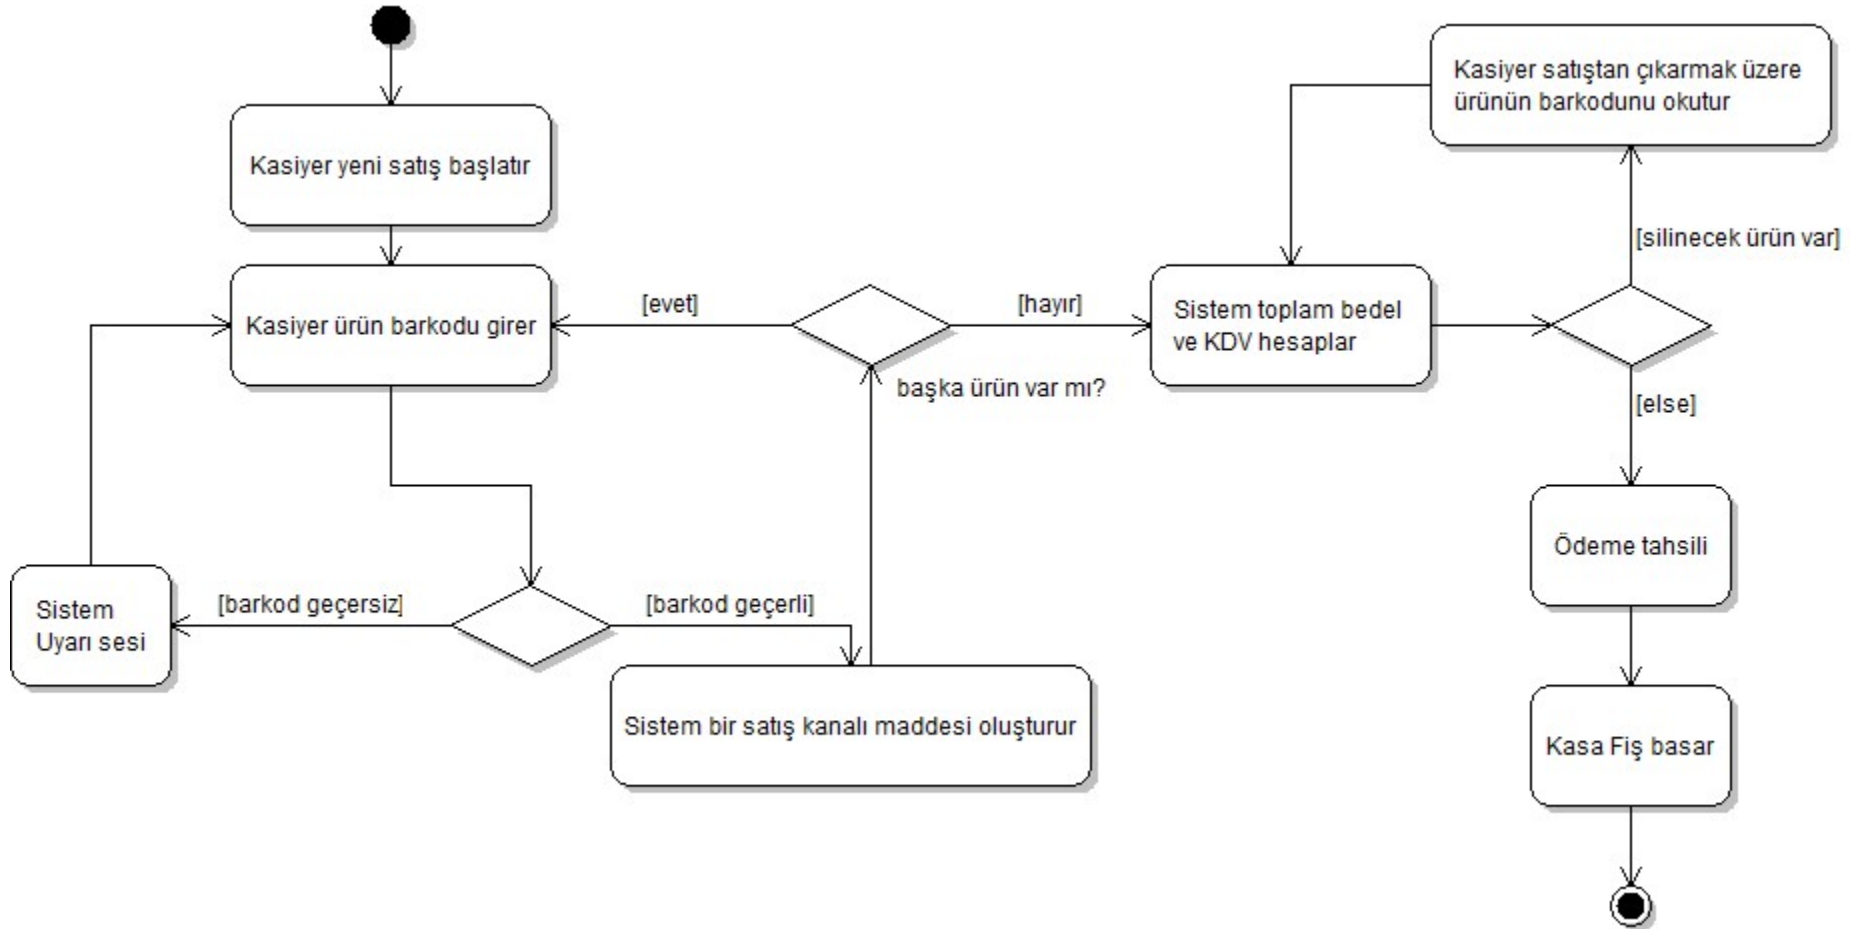 Kasiyer yeni satış başlatır
Kasiyer ürün barkodu girer
[barkod geçersiz]
Sistem
Uyarı sesi
[barkod geçerli]
Sistem bir satış kanalı maddesi oluşturur
başka ürün var mı?
[evet]
[hayır]
Sistem toplam bedel
ve KDV hesaplar
[silinecek ürün var]
Kasiyer satıştan çıkarmak üzere
ürünün barkodunu okutur
[else]
Ödeme tahsili
Kasa Fiş basar